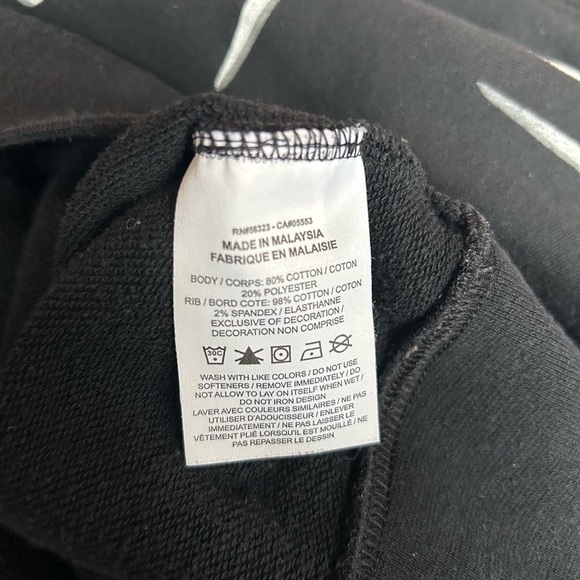 RN#56323 - CA#05553
MADE IN MALAYSIA
FABRIQUE EN MALAISIE
BODY / CORPS: 80% COTTON / COTON
20% POLYESTER
RIB / BORD COTE: 98% COTTON / COTON
2% SPANDEX / ELASTHANNE
EXCLUSIVE OF DECORATION /
DECORATION NON COMPRISE
30C
WASH WITH LIKE COLORS / DO NOT USE
SOFTENERS / REMOVE IMMEDIATELY / DO
NOT ALLOW TO LAY ON ITSELF WHEN WET /
DO NOT IRON DESIGN
LAVER AVEC COULEURS SIMILAIRES / NE PAS
UTILISER D'ADOUCISSEUR / ENLEVER
IMMEDIATEMENT / NE PAS LAISSER LE
VÊTEMENT PLIÉ LORSQU'IL EST MOUILLÉ / NE
PAS REPASSER LE DESSIN